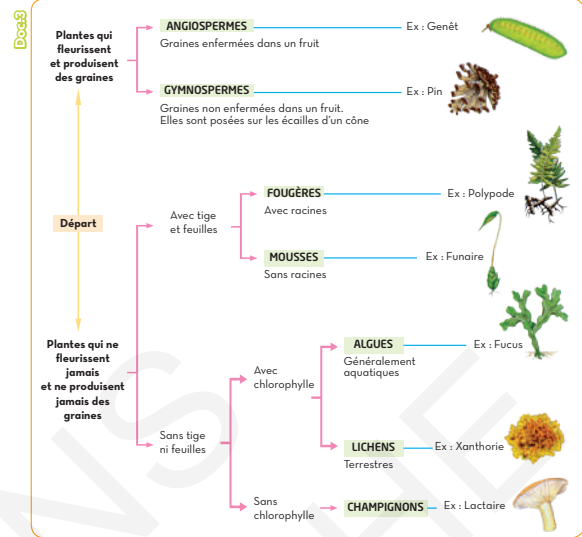 Doc.3
Plantes qui
fleurissent
et produisent
des graines
ANGIOSPERMES
Graines enfermées dans un fruit
Ex : Genêt
GYMNOSPERMES
Graines non enfermées dans un fruit.
Elles sont posées sur les écailles d'un cône
Ex : Pin
Départ
Avec tige
et feuilles
FOUGÈRES
Avec racines
Ex : Polypode
MOUSSES
Sans racines
Ex : Funaire
Plantes qui ne
fleurissent
jamais
et ne produisent
jamais des
graines
Sans tige
ni feuilles
Avec
chlorophylle
ALGUES
Généralement
aquatiques
Ex : Fucus
LICHENS
Terrestres
Ex : Xanthorie
Sans
chlorophylle
CHAMPIGNONS
Ex : Lactaire